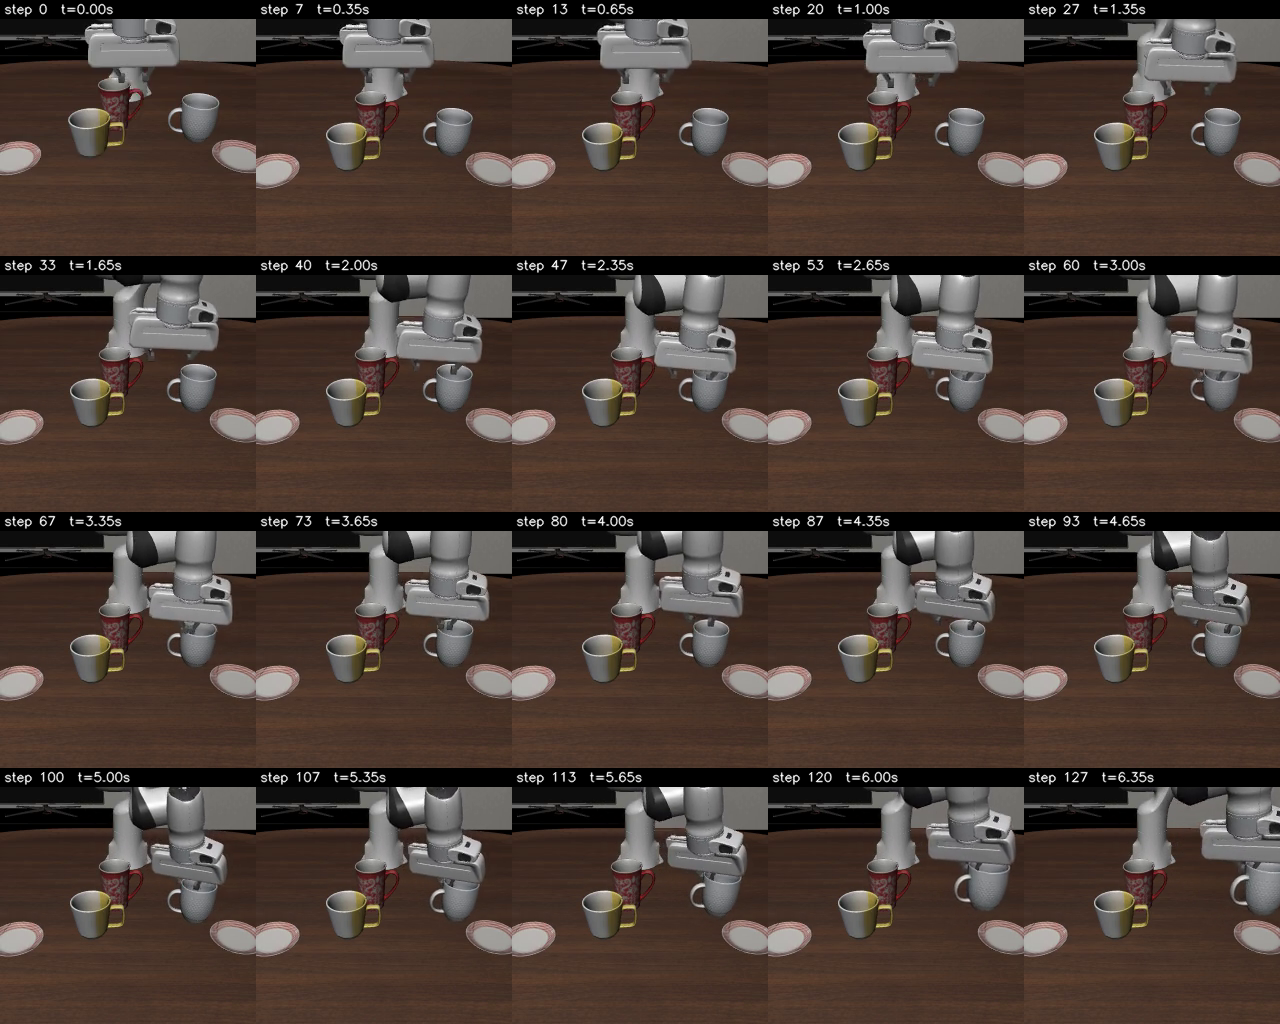 step 0 t=0.00s
step 7 t=0.35s
step 13 t=0.65s
step 20 t=1.00s
step 27 t=1.35s
step 33 t=1.65s
step 40 t=2.00s
step 47 t=2.35s
step 53 t=2.65s
step 60 t=3.00s
step 67 t=3.35s
step 73 t=3.65s
step 80 t=4.00s
step 87 t=4.35s
step 93 t=4.65s
step 100 t=5.00s
step 107 t=5.35s
step 113 t=5.65s
step 120 t=6.00s
step 127 t=6.35s